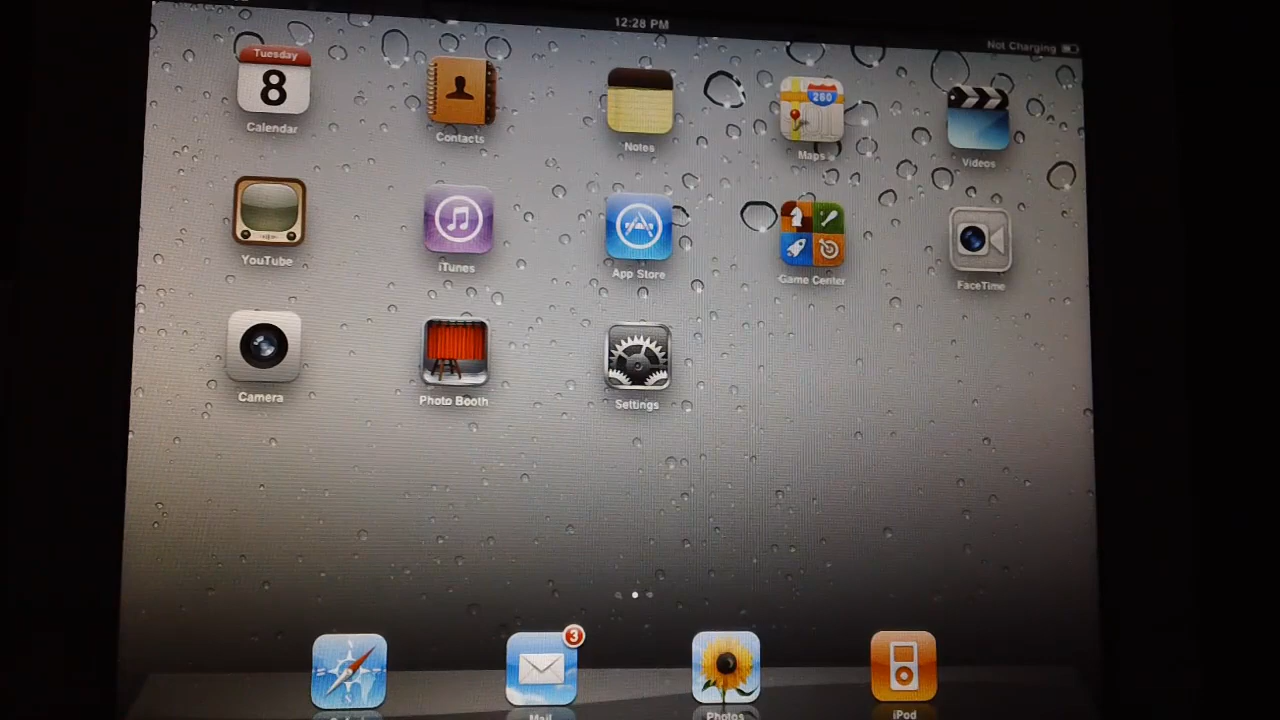 12:28 PM
Not Charging
Tuesday
8
Calendar
Contacts
Notes
280
Maps
Videos
YouTube
iTunes
App Store
Game Center
FaceTime
Camera
Photo Booth
Settings
3
Mail
Photos
iPod